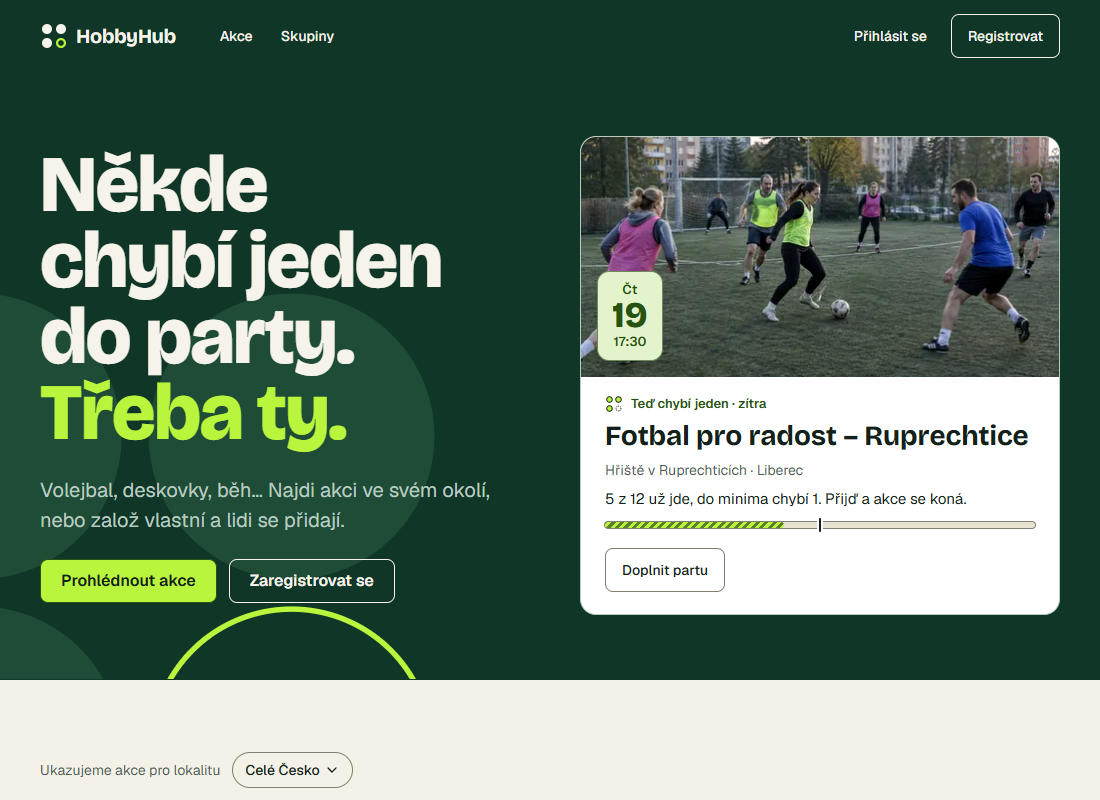 HobbyHub
Akce
Skupiny
Přihlásit se
Registrovat
Někde
chybí jeden
do party.
Třeba ty.
Volejbal, deskovky, běh… Najdi akci ve svém okolí,
nebo založ vlastní a lidi se přidají.
Prohlédnout akce
Zaregistrovat se
Čt
19
17:30
Teď chybí jeden · zítra
Fotbal pro radost – Ruprechtice
Hřiště v Ruprechticích · Liberec
5 z 12 už jde, do minima chybí 1. Přijď a akce se koná.
Doplnit partu
Ukazujeme akce pro lokalitu
Celé Česko